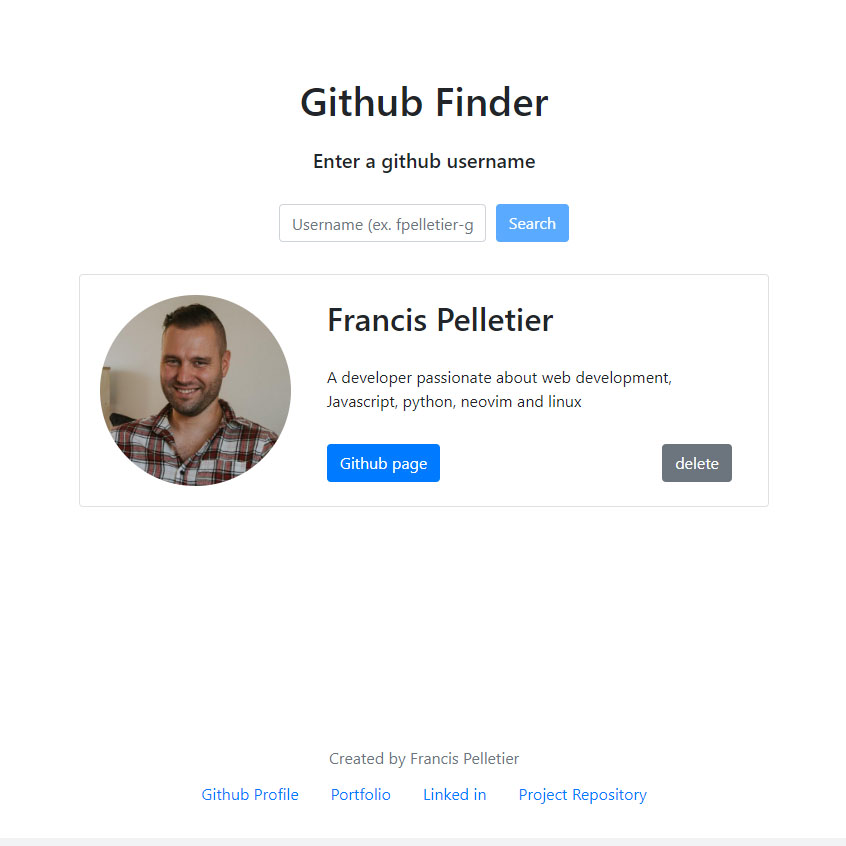 Github Finder
Enter a github username
Username (ex. fpelletier-g
Search
Francis Pelletier
A developer passionate about web development,
Javascript, python, neovim and linux
Github page
delete
Created by Francis Pelletier
Github Profile Portfolio Linked in Project Repository